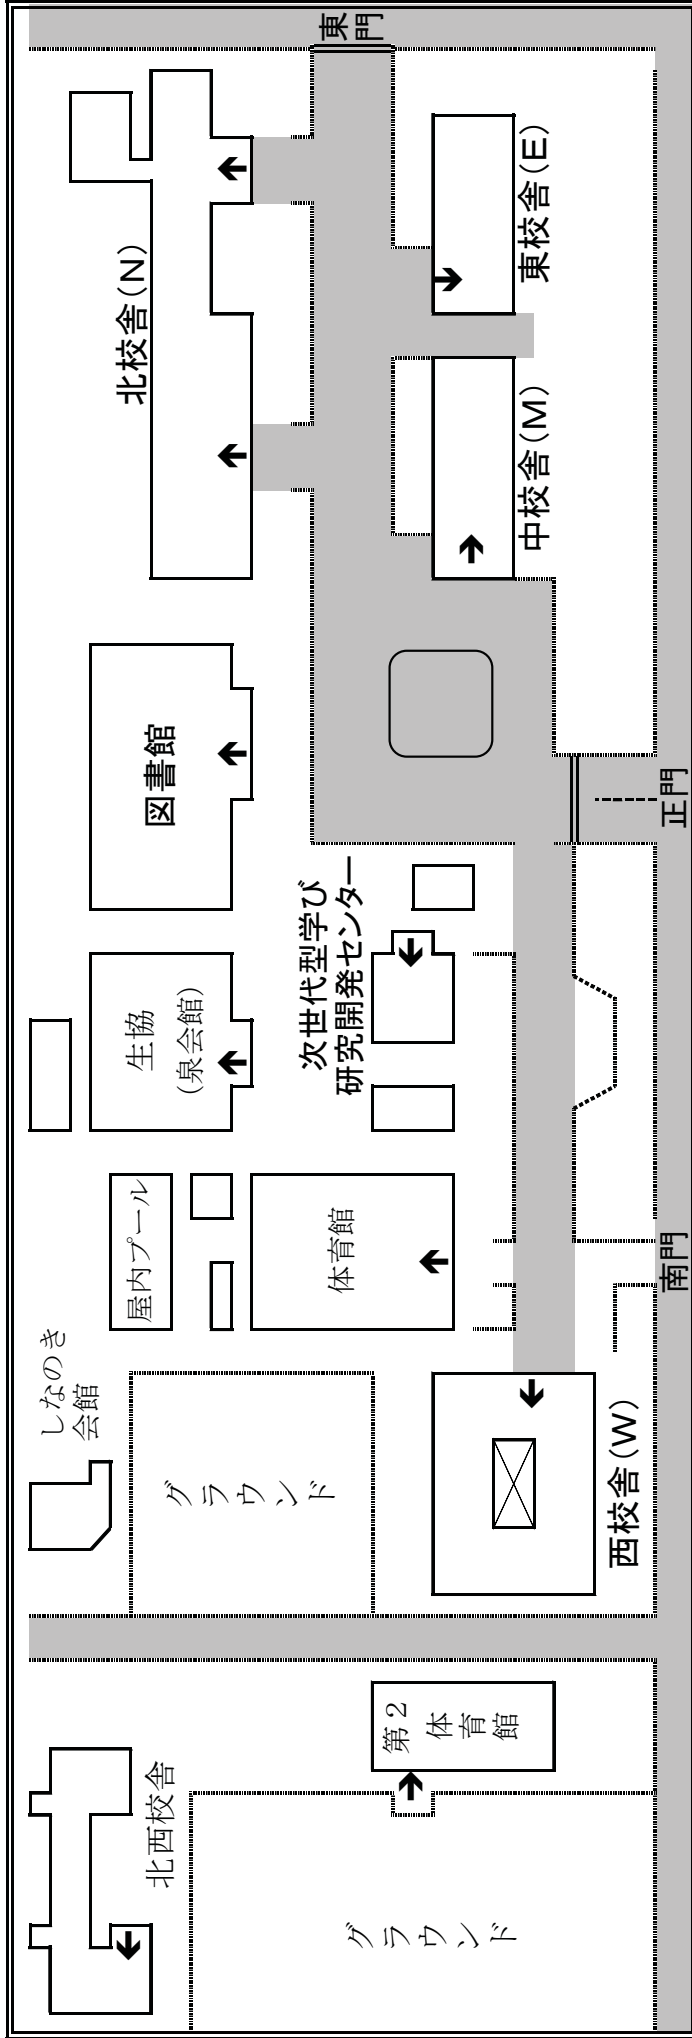 北西校舎
しなのき
会館
屋内プール
生協
(泉会館)
図書館
北校舎(N)
東門
グラウンド
第2
体育館
グラウンド
体育館
次世代型学び
研究開発センター
西校舎(W)
南門
正門
中校舎(M)
東校舎(E)